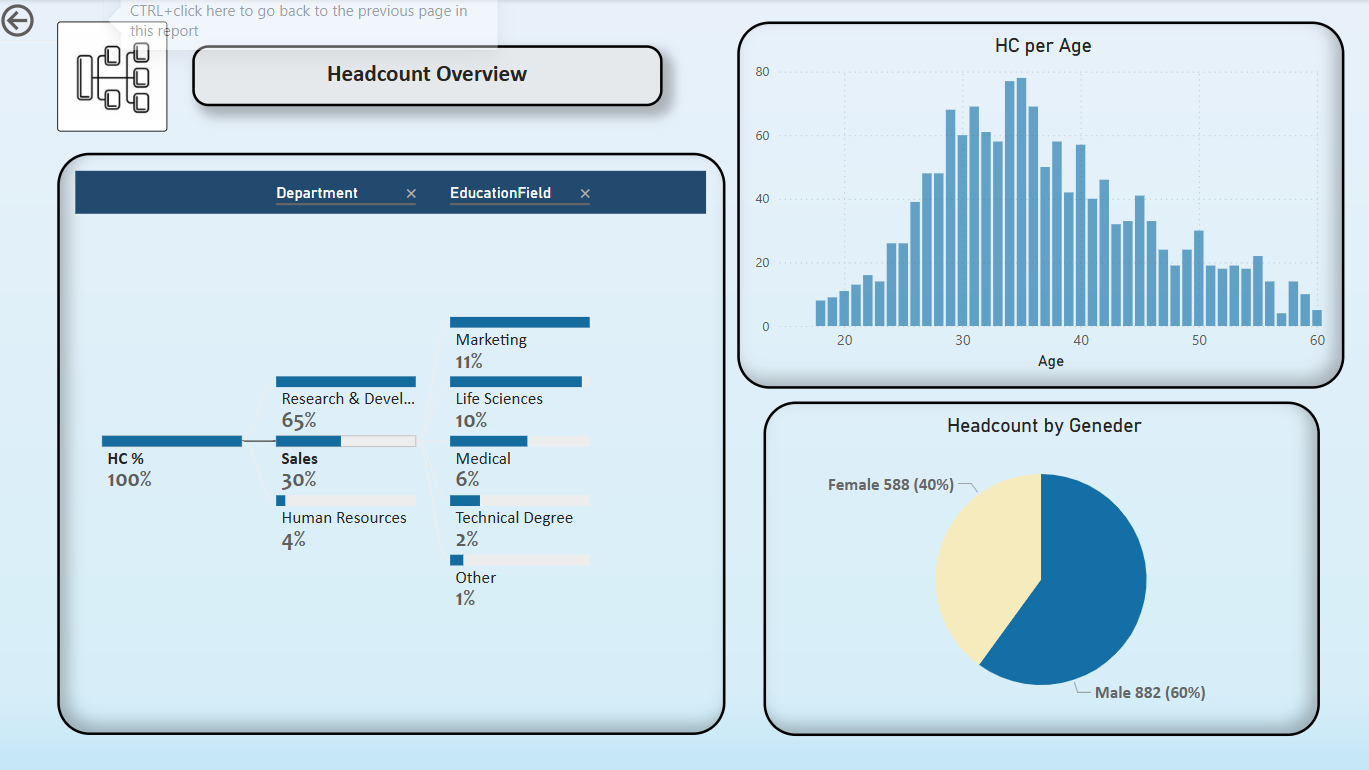 CTRL+click here to go back to the previous page in
this report
Headcount Overview
Department
EducationField
HC %
100%
Research & Devel...
65%
Sales
30%
Human Resources
4%
Marketing
11%
Life Sciences
10%
Medical
6%
Technical Degree
2%
Other
1%
HC per Age
80
60
40
20
0
20 30 40 50 60
Age
Headcount by Geneder
Female 588 (40%)
Male 882 (60%)